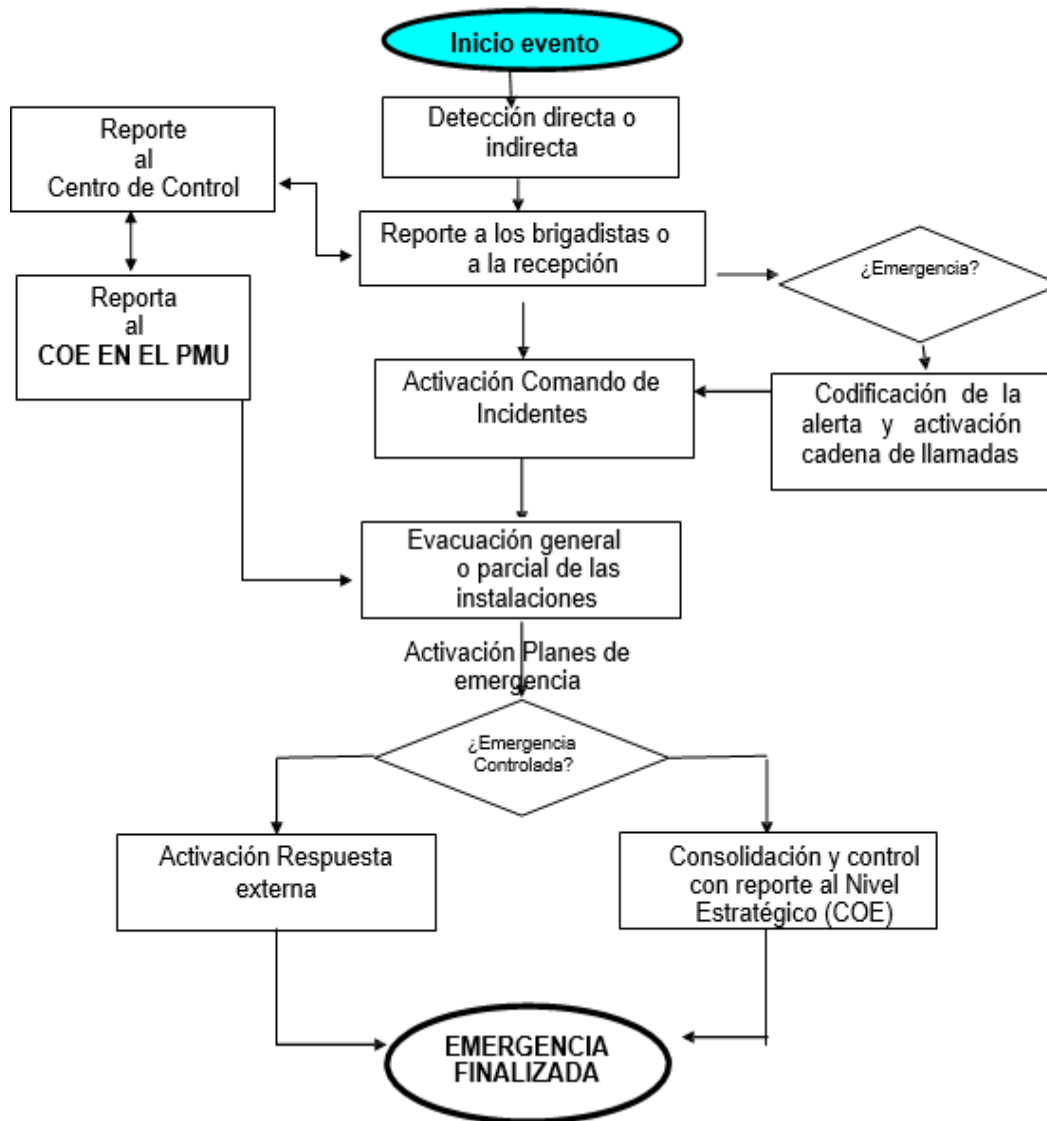 Inicio evento
Detección directa o
indirecta
Reporte
al
Centro de Control
Reporte a los brigadistas o
a la recepción
¿Emergencia?
Reporta
al
COE EN EL PMU
Activación Comando de
Incidentes
Codificación de la
alerta y activación
cadena de llamadas
Evacuación general
o parcial de las
instalaciones
Activación Planes de
emergencia
¿Emergencia
Controlada?
Activación Respuesta
externa
Consolidación y control
con reporte al Nivel
Estratégico (COE)
EMERGENCIA
FINALIZADA